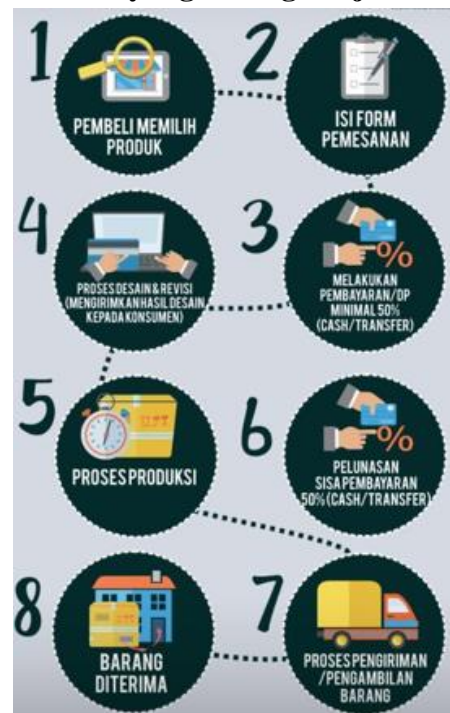 1
PEMBELI MEMILIH
PRODUK
2
ISI FORM
PEMESANAN
3
%
MELAKUKAN
PEMBAYARAN/DP
MINIMAL 50%
(CASH/TRANSFER)
4
PROSES DESAIN & REVISI
(MENGIRIMKAN HASIL DESAIN
KEPADA KONSUMEN)
5
PROSES PRODUKSI
6
%
PELUNASAN
SISA PEMBAYARAN
50% (CASH/TRANSFER)
7
PROSES PENGIRIMAN
/PENGAMBILAN
BARANG
8
BARANG
DITERIMA